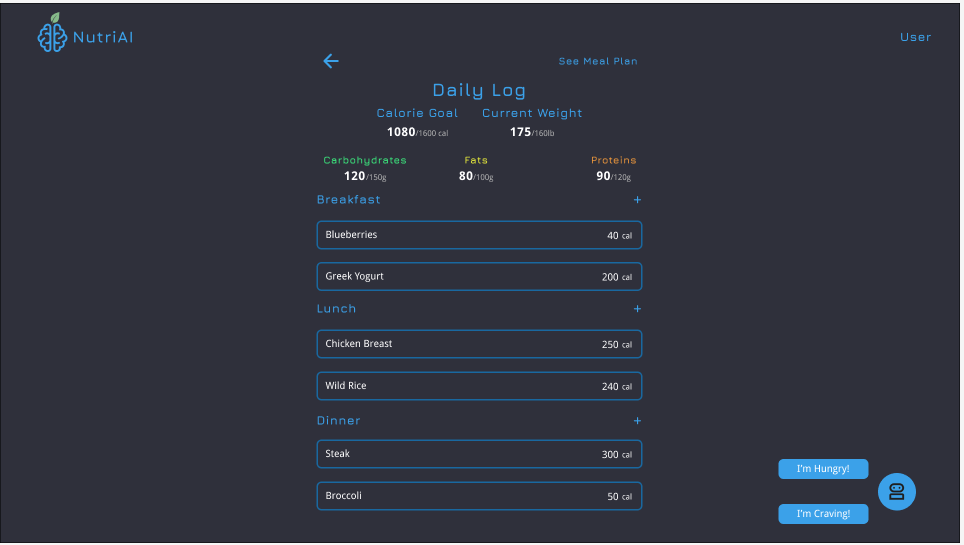 NutriAI
User
See Meal Plan
Daily Log
Calorie Goal Current Weight
1080/1600 cal 175/160lb
Carbohydrates Fats Proteins
120/150g 80/100g 90/120g
Breakfast +
Blueberries 40 cal
Greek Yogurt 200 cal
Lunch +
Chicken Breast 250 cal
Wild Rice 240 cal
Dinner +
Steak 300 cal
Broccoli 50 cal
I'm Hungry!
I'm Craving!